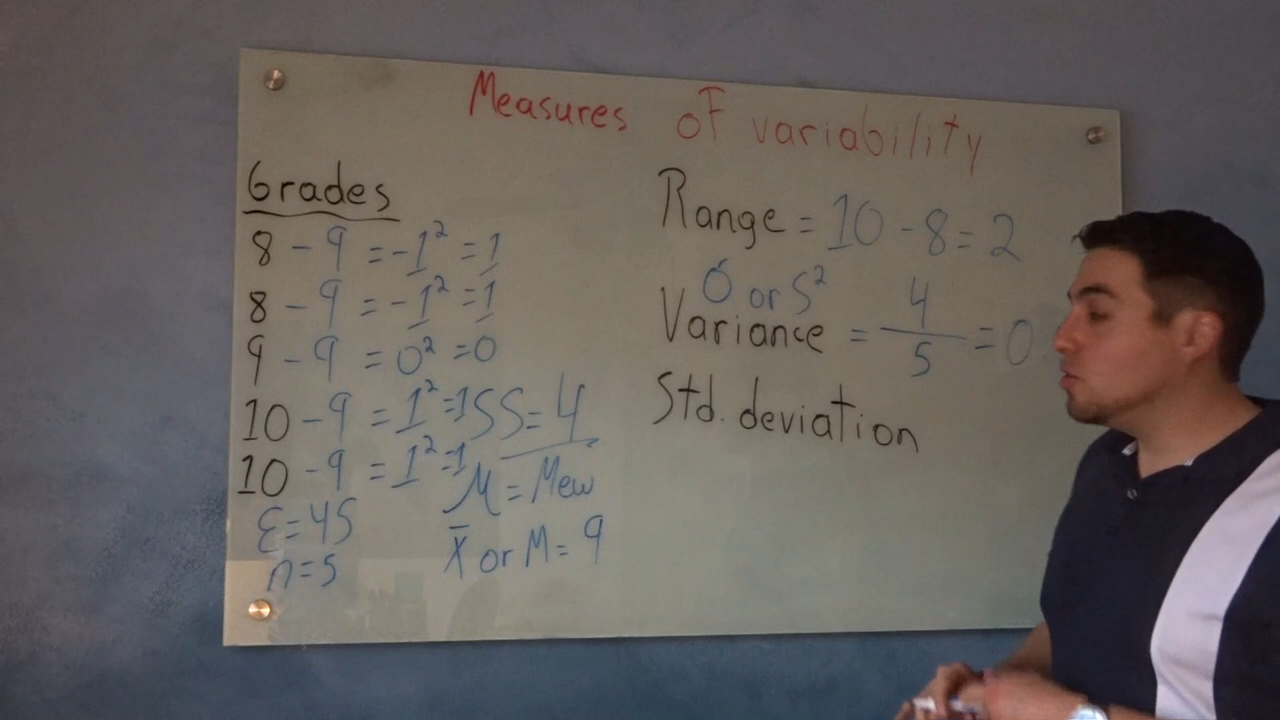 Measures of variability
Grades
8 - 9 = -1² = 1
8 - 9 = -1² = 1
9 - 9 = 0² = 0
10 - 9 = 1² = 1
10 - 9 = 1² = 1
Ɛ = 45
n = 5
SS = 4
M = Mew
x̄ or M = 9
Range = 10 - 8 = 2
σ or S²
Variance = 4/5 = 0
Std. deviation